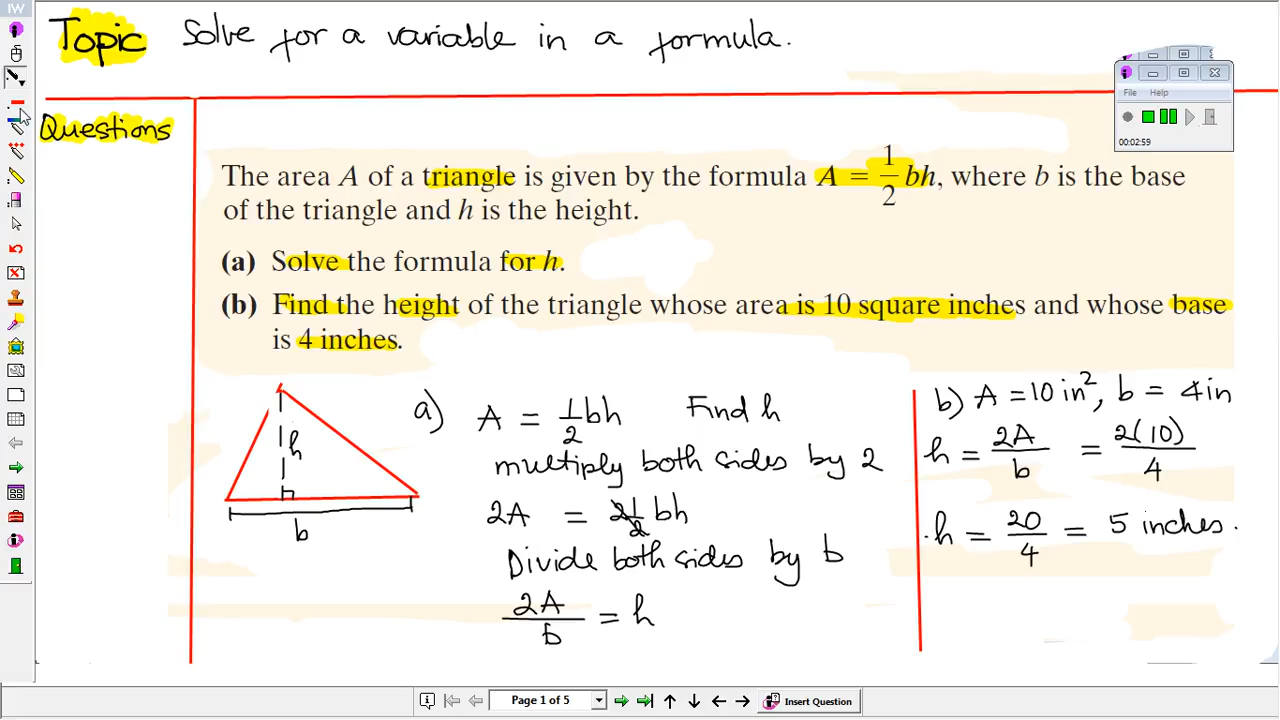 IW
Topic Solve for a variable in a formula.
File Help
00:02:59
Questions
The area A of a triangle is given by the formula A = 1/2 bh, where b is the base
of the triangle and h is the height.
(a) Solve the formula for h.
(b) Find the height of the triangle whose area is 10 square inches and whose base
is 4 inches.
h
b
a) A = 1/2 bh Find h
multiply both sides by 2
2A = 2 1/2 bh
Divide both sides by b
2A/b = h
b) A = 10 in², b = 4in
h = 2A/b = 2(10)/4
h = 20/4 = 5 inches.
Page 1 of 5
Insert Question